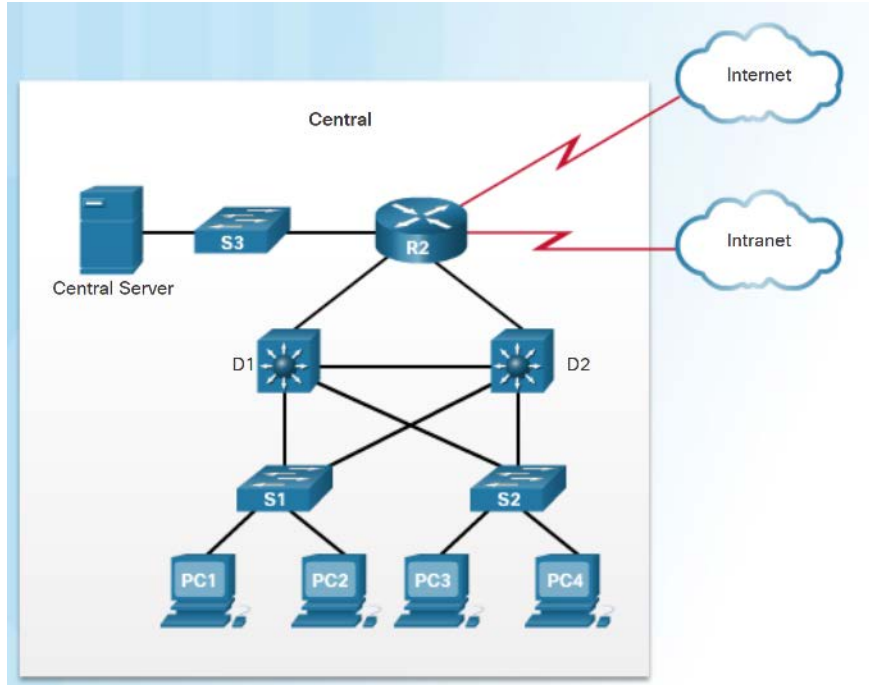 Internet
Central
S3
R2
Intranet
Central Server
D1
D2
S1
S2
PC1
PC2
PC3
PC4